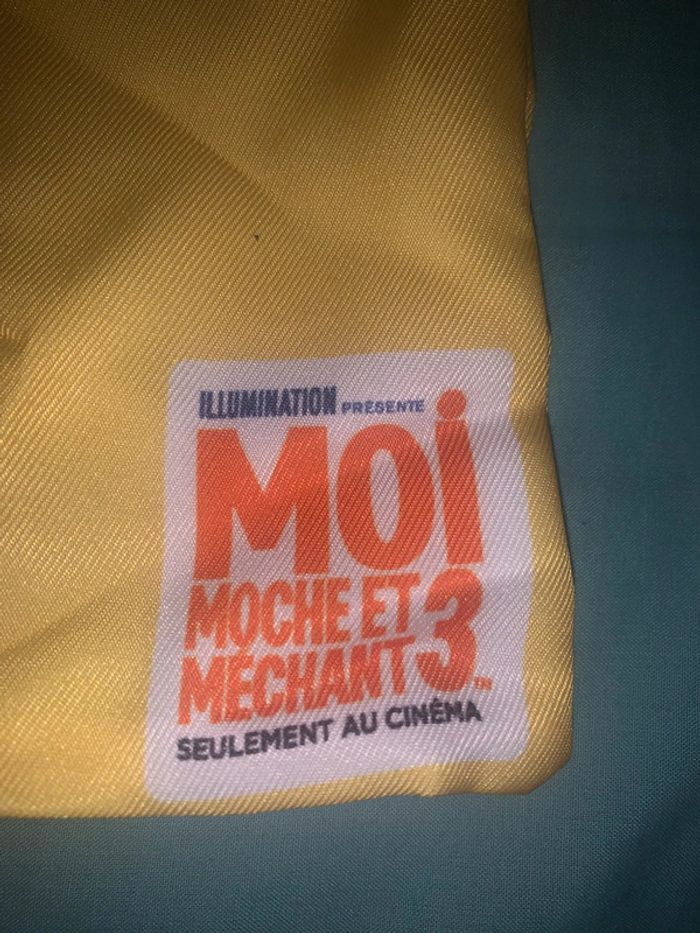 ILLUMINATION PRÉSENTE
MOI
MOCHE ET
MÉCHANT 3
SEULEMENT AU CINÉMA